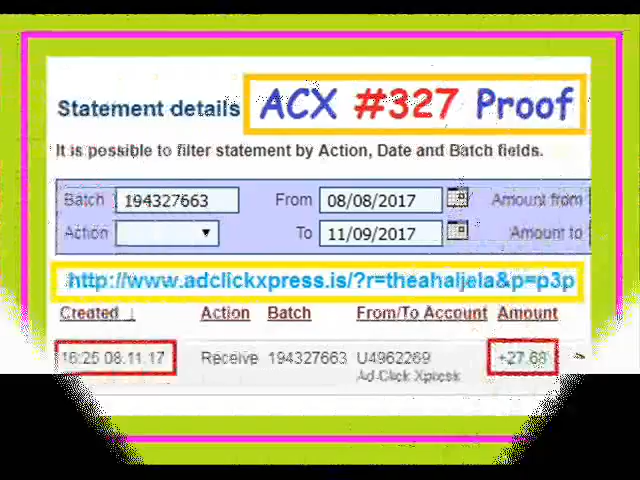 Statement details ACX #327 Proof
It is possible to filter statement by Action, Date and Batch fields.
Batch 194327663 From 08/08/2017 Amount from
Action To 11/09/2017 Amount to
http://www.adclickxpress.is/?r=theahaljela&p=p3p
Created ↓ Action Batch From/To Account Amount
16:25 08.11.17 Receive 194327663 U4962269 +27.68
Ad-Click Xpresk